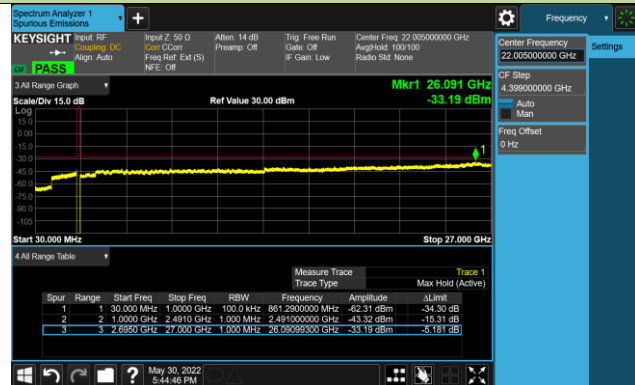 Spectrum Analyzer 1
Spurious Emissions
+
Frequency
KEYSIGHT Input: RF Input Z: 50 Ω Atten: 14 dB Trig: Free Run Center Freq: 22.005000000 GHz
Coupling: DC Corr CCorr Preamp: Off Gate: Off Avg|Hold: 100/100
Align: Auto Freq Ref: Ext (S) IF Gain: Low Radio Std: None
NFE: Off
PASS
Center Frequency
22.005000000 GHz
Settings
CF Step
4.399000000 GHz
Auto
Man
Freq Offset
0 Hz
3 All Range Graph
Mkr1 26.091 GHz
Scale/Div 15.0 dB Ref Value 30.00 dBm -33.19 dBm
Log
15.0
0.00
-15.0
-30.0
-45.0
-60.0
-75.0
-90.0
-105
1
Start 30.000 MHz Stop 27.000 GHz
4 All Range Table
Measure Trace Trace 1
Trace Type Max Hold (Active)
Spur Range Start Freq Stop Freq RBW Frequency Amplitude ΔLimit
1 1 30.000 MHz 1.0000 GHz 100.0 kHz 861.2900000 MHz -62.31 dBm -34.30 dB
2 2 1.0000 GHz 2.4910 GHz 1.000 MHz 2.491000000 GHz -43.32 dBm -15.31 dB
3 3 2.6950 GHz 27.000 GHz 1.000 MHz 26.09099300 GHz -33.19 dBm -5.181 dB
? May 30, 2022
5:44:46 PM